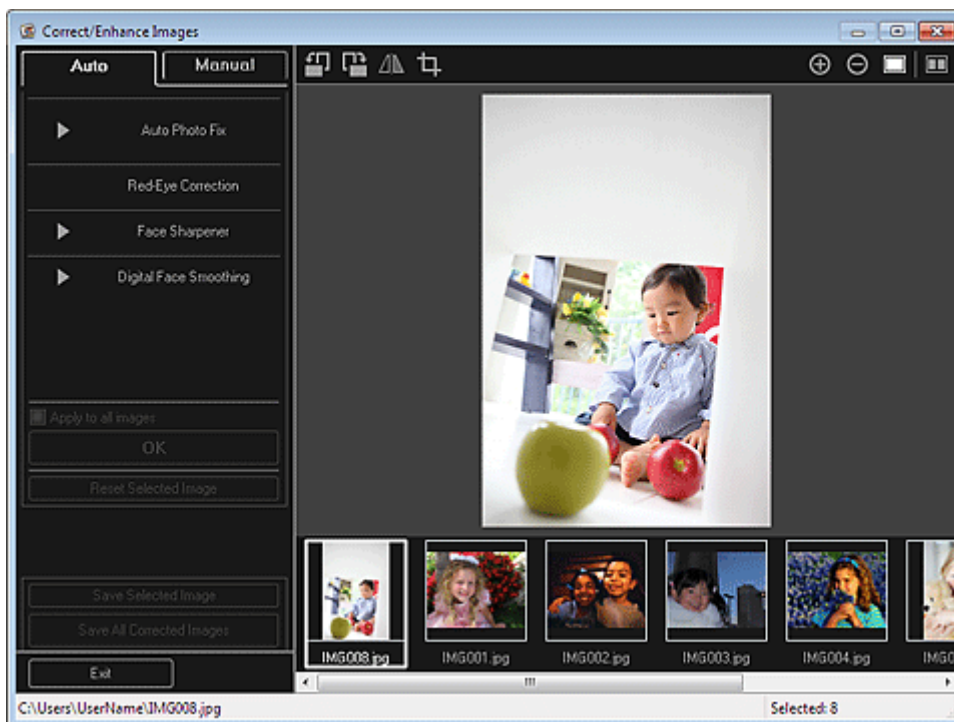 Correct/Enhance Images
Auto
Manual
Auto Photo Fix
Red-Eye Correction
Face Sharpener
Digital Face Smoothing
Apply to all images
OK
Reset Selected Image
Save Selected Image
Save All Corrected Images
Exit
IMG008.jpg
IMG001.jpg
IMG002.jpg
IMG003.jpg
IMG004.jpg
C:\Users\UserName\IMG008.jpg
Selected: 8